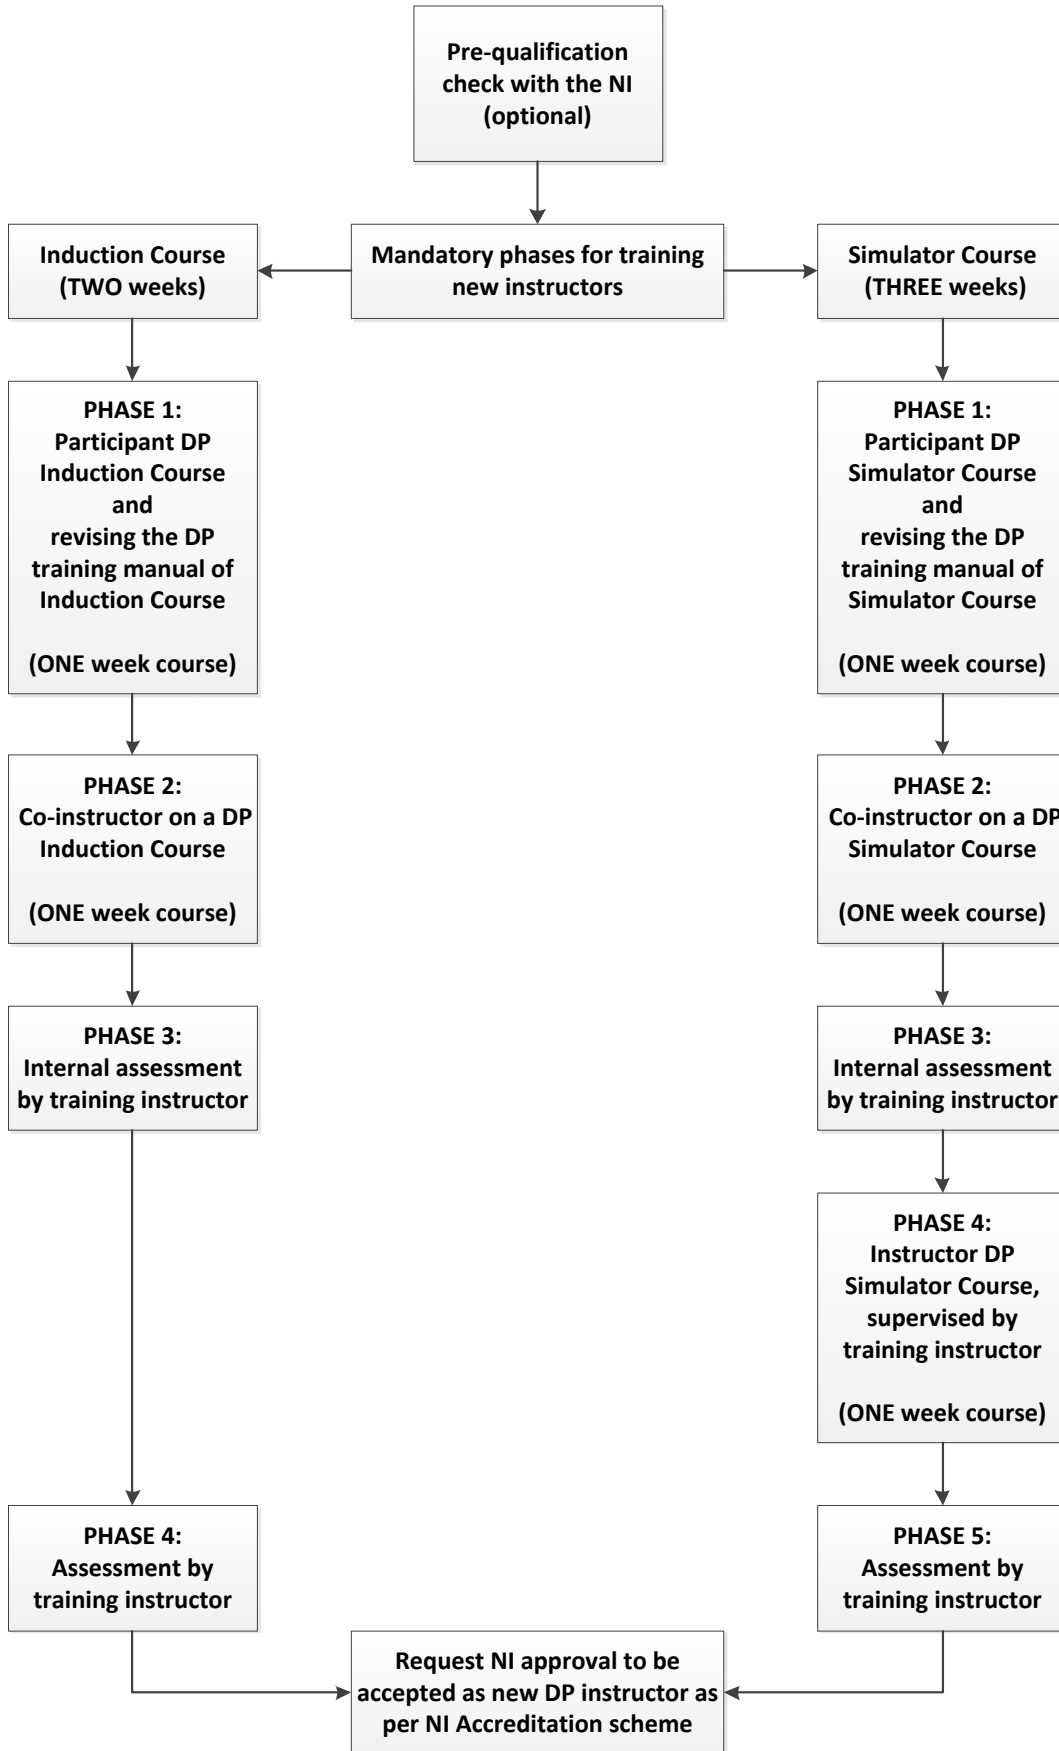 Pre-qualification
check with the NI
(optional)
Induction Course
(TWO weeks)
Mandatory phases for training
new instructors
Simulator Course
(THREE weeks)
PHASE 1:
Participant DP
Induction Course
and
revising the DP
training manual of
Induction Course
(ONE week course)
PHASE 1:
Participant DP
Simulator Course
and
revising the DP
training manual of
Simulator Course
(ONE week course)
PHASE 2:
Co-instructor on a DP
Induction Course
(ONE week course)
PHASE 2:
Co-instructor on a DP
Simulator Course
(ONE week course)
PHASE 3:
Internal assessment
by training instructor
PHASE 3:
Internal assessment
by training instructor
PHASE 4:
Instructor DP
Simulator Course,
supervised by
training instructor
(ONE week course)
PHASE 4:
Assessment by
training instructor
PHASE 5:
Assessment by
training instructor
Request NI approval to be
accepted as new DP instructor as
per NI Accreditation scheme